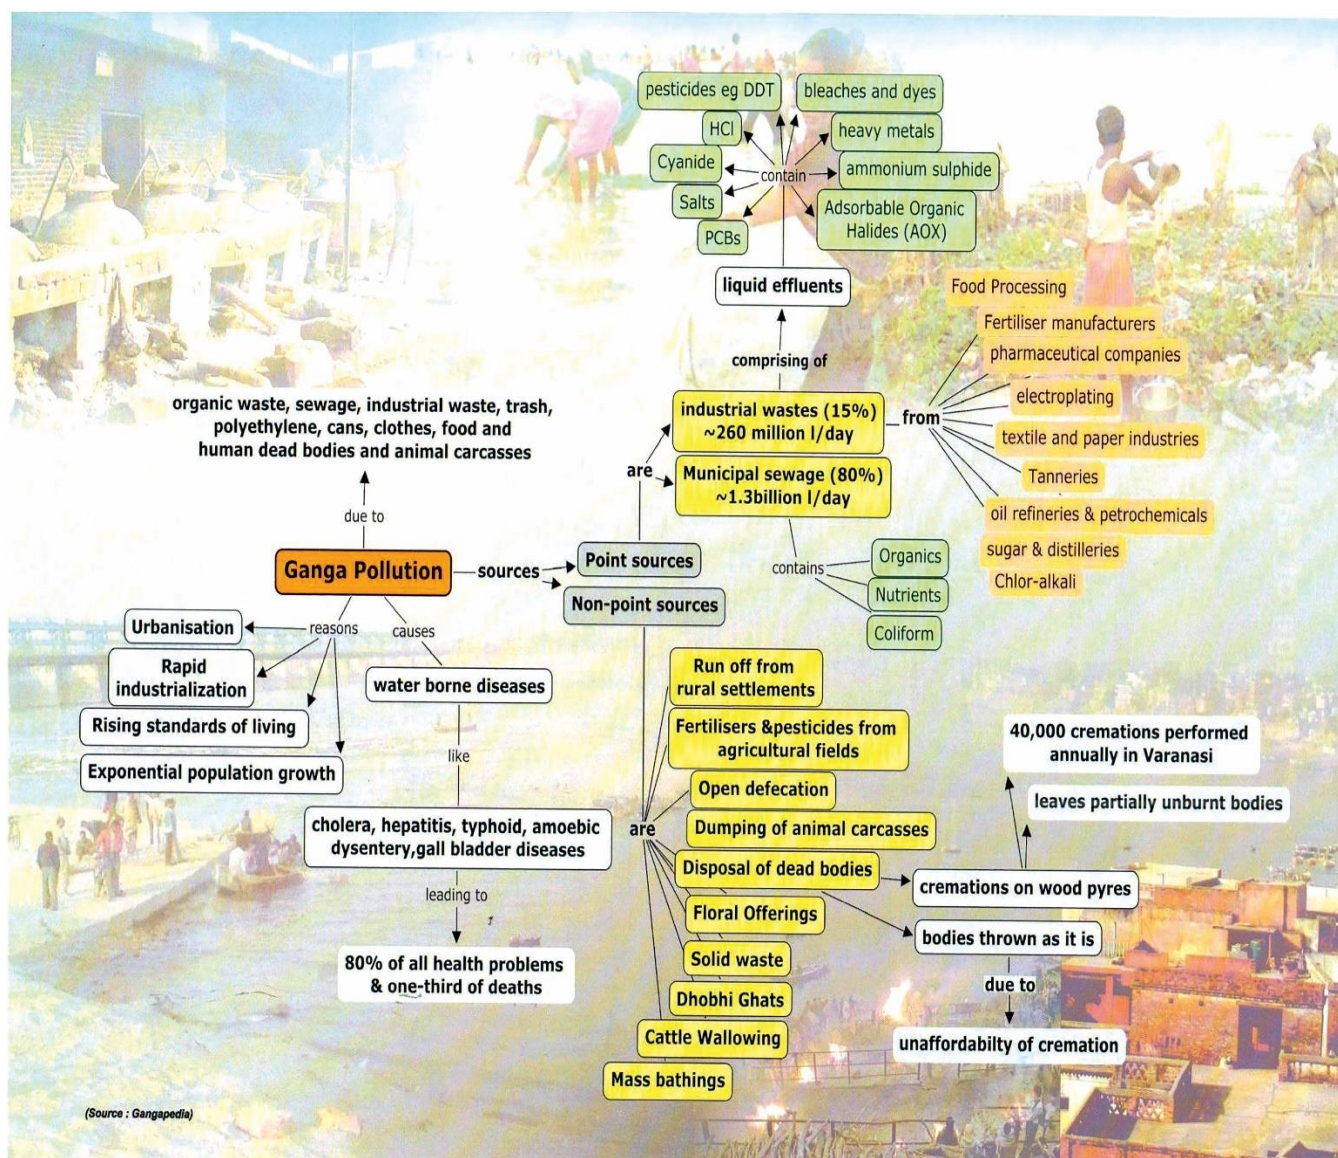 pesticides eg DDT
bleaches and dyes
HCl
heavy metals
Cyanide
contain
ammonium sulphide
Salts
Adsorbable Organic
Halides (AOX)
PCBs
liquid effluents
Food Processing
Fertiliser manufacturers
comprising of
pharmaceutical companies
electroplating
organic waste, sewage, industrial waste, trash,
polyethylene, cans, clothes, food and
human dead bodies and animal carcasses
industrial wastes (15%)
~260 million l/day
from
textile and paper industries
are
Municipal sewage (80%)
~1.3billion l/day
Tanneries
due to
oil refineries & petrochemicals
sugar & distilleries
Chlor-alkali
Ganga Pollution
sources
Point sources
Non-point sources
contains
Organics
Nutrients
Coliform
Urbanisation
reasons
causes
Rapid
industrialization
water borne diseases
Rising standards of living
Exponential population growth
like
cholera, hepatitis, typhoid, amoebic
dysentery,gall bladder diseases
leading to
80% of all health problems
& one-third of deaths
are
Run off from
rural settlements
Fertilisers &pesticides from
agricultural fields
Open defecation
Dumping of animal carcasses
Disposal of dead bodies
Floral Offerings
Solid waste
Dhobhi Ghats
Cattle Wallowing
Mass bathings
40,000 cremations performed
annually in Varanasi
leaves partially unburnt bodies
cremations on wood pyres
bodies thrown as it is
due to
unaffordabilty of cremation
(Source : Gangapedia)